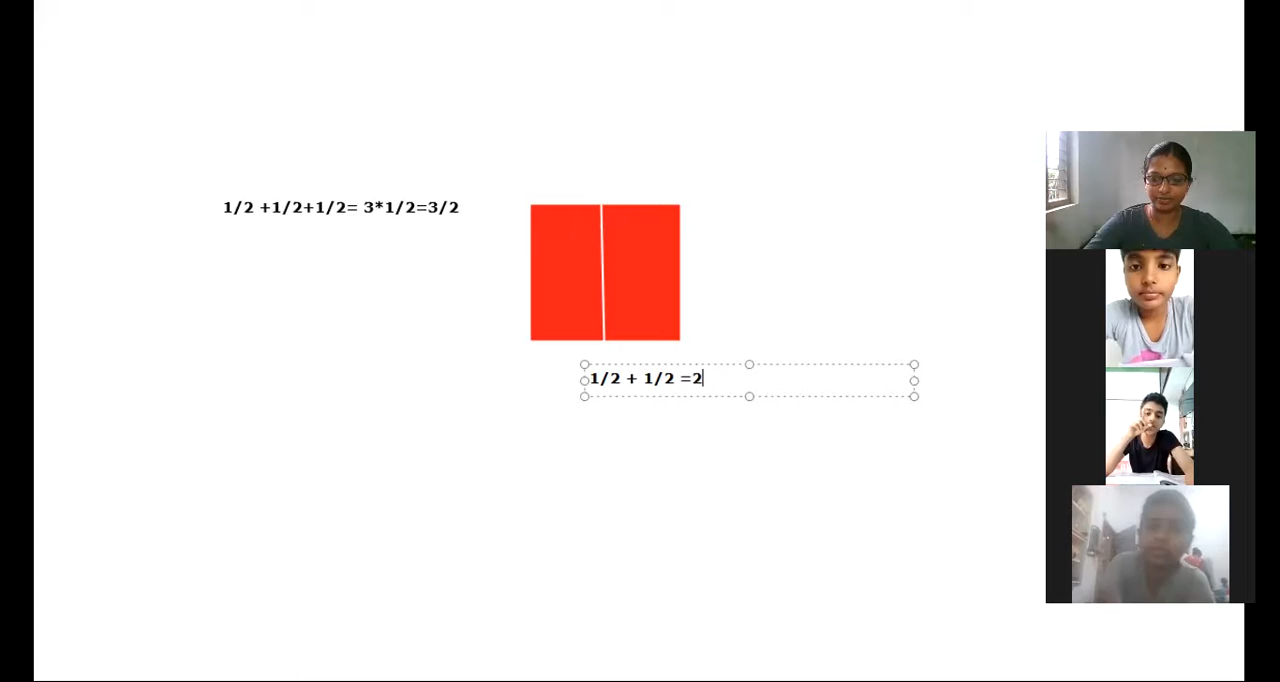 1/2 +1/2+1/2= 3*1/2=3/2
1/2 + 1/2 =2